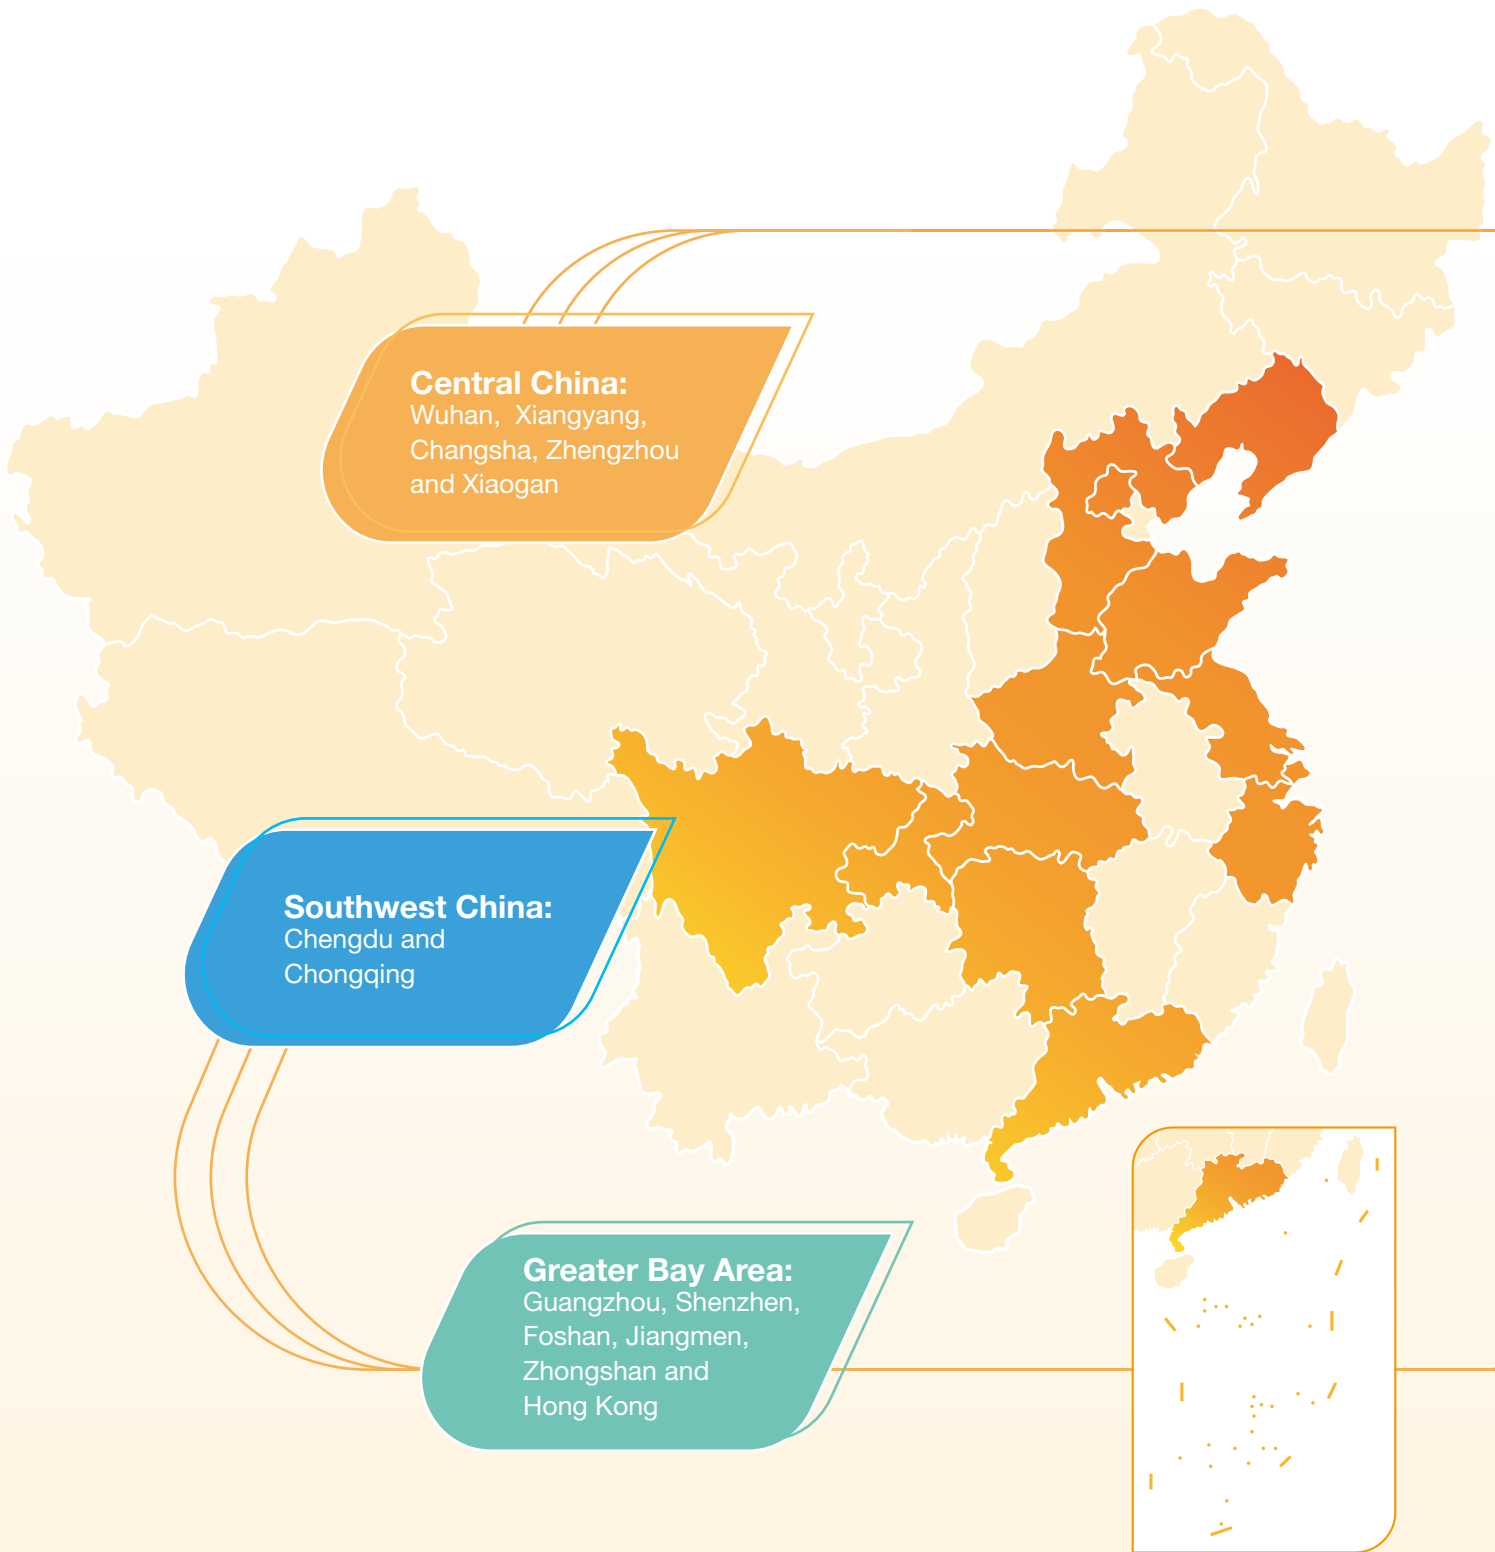 Central China:
Wuhan, Xiangyang,
Changsha, Zhengzhou
and Xiaogan
Southwest China:
Chengdu and
Chongqing
Greater Bay Area:
Guangzhou, Shenzhen,
Foshan, Jiangmen,
Zhongshan and
Hong Kong